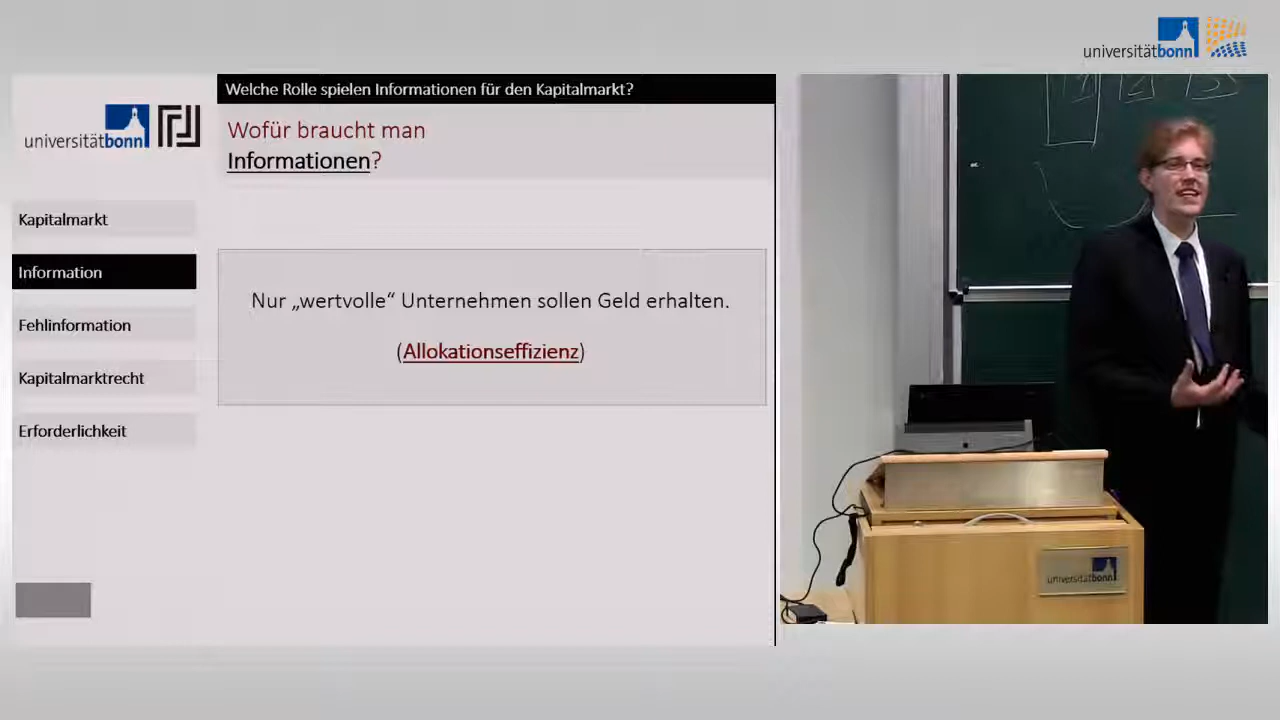 universitätbonn
Welche Rolle spielen Informationen für den Kapitalmarkt?
universitätbonn
Wofür braucht man
Informationen?
Kapitalmarkt
Information
Fehlinformation
Kapitalmarktrecht
Erforderlichkeit
Nur „wertvolle“ Unternehmen sollen Geld erhalten.
(Allokationseffizienz)
universitätbonn